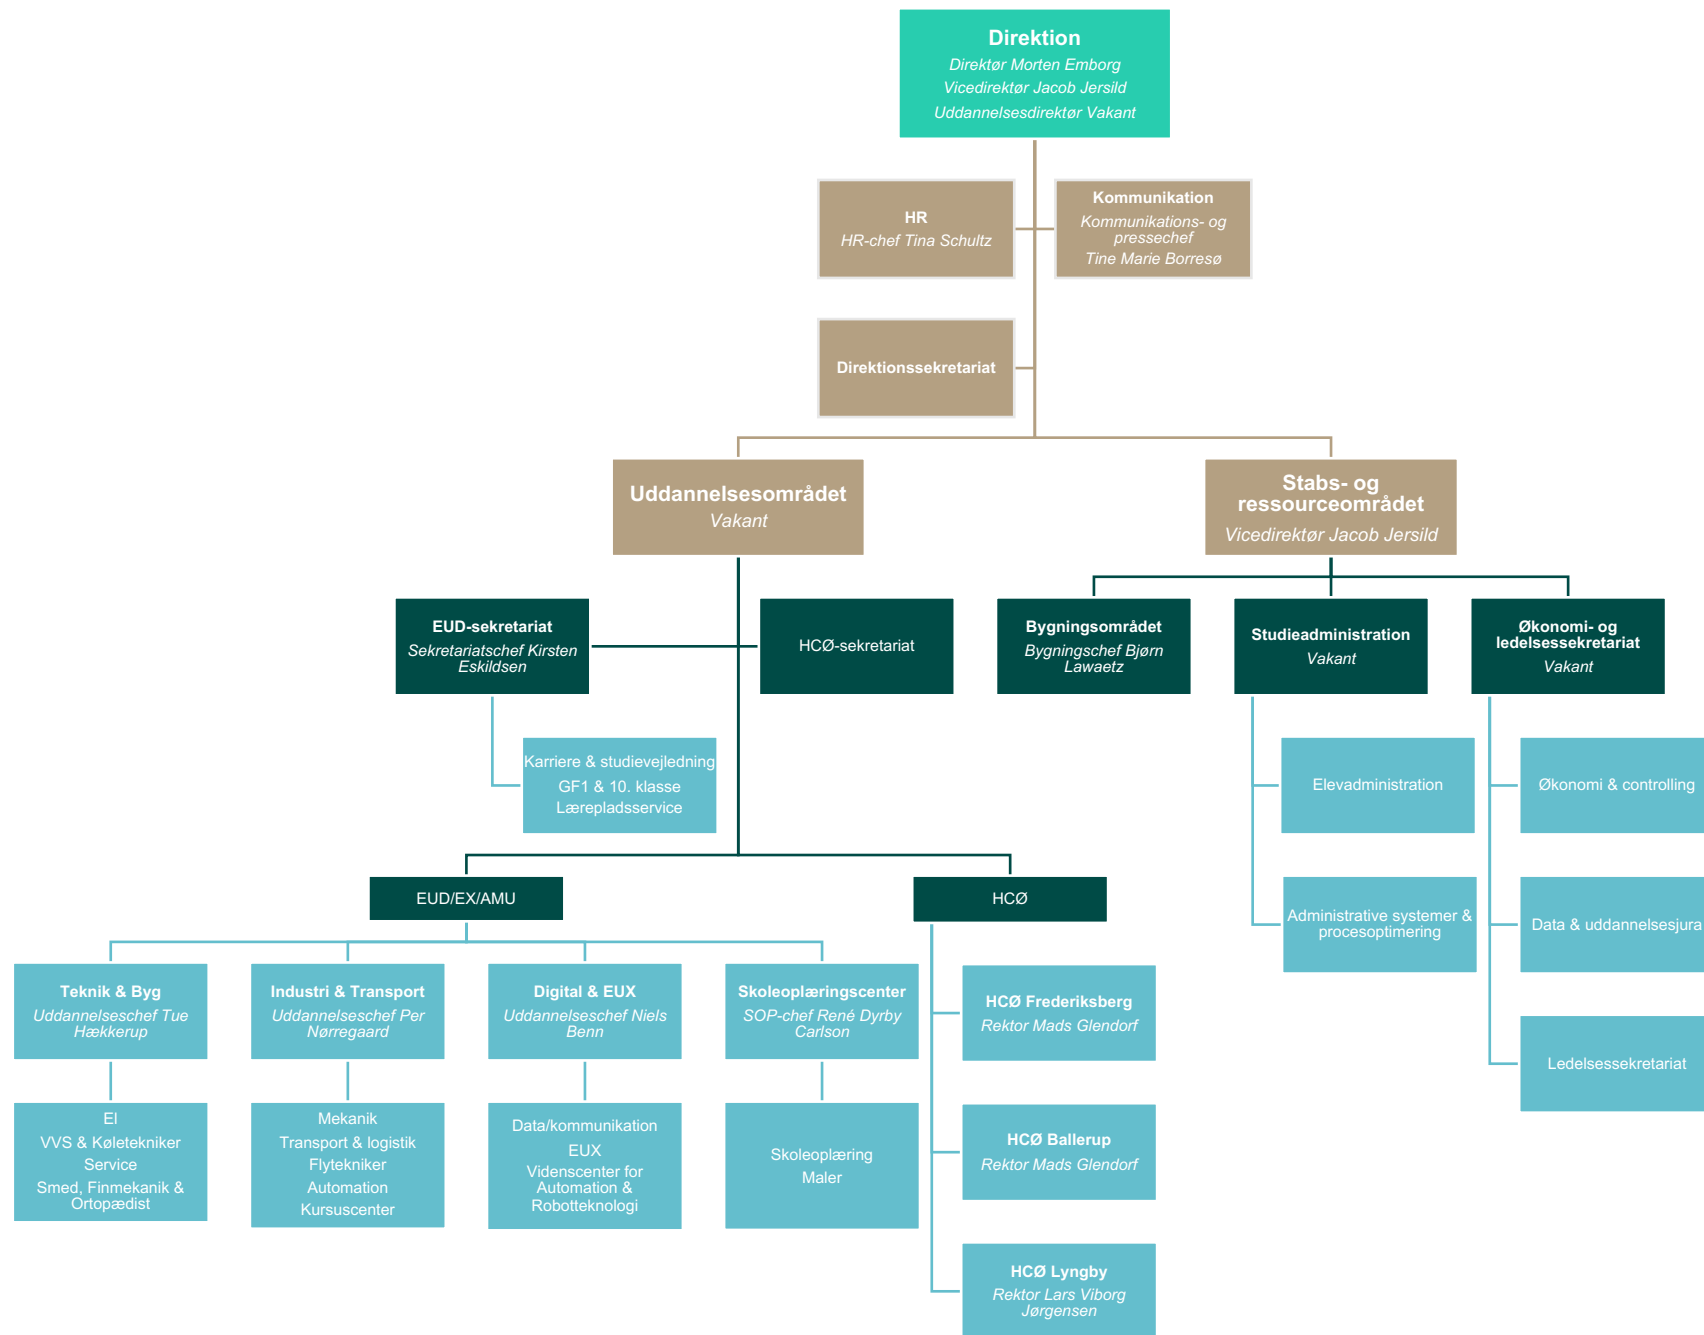 Direktion
Direktør Morten Emborg
Vicedirektør Jacob Jersild
Uddannelsesdirektør Vakant
HR
HR-chef Tina Schultz
Kommunikation
Kommunikations- og
pressechef
Tine Marie Borresø
Direktionssekretariat
Uddannelsesområdet
Vakant
Stabs- og
ressourceområdet
Vicedirektør Jacob Jersild
EUD-sekretariat
Sekretariatschef Kirsten
Eskildsen
HCØ-sekretariat
Bygningsområdet
Bygningschef Bjørn
Lawaetz
Studieadministration
Vakant
Økonomi- og
ledelsessekretariat
Vakant
Karriere & studievejledning
GF1 & 10. klasse
Lærepladsservice
Elevadministration
Økonomi & controlling
EUD/EX/AMU
HCØ
Administrative systemer &
procesoptimering
Data & uddannelsesjura
Teknik & Byg
Uddannelseschef Tue
Hækkerup
Industri & Transport
Uddannelseschef Per
Nørregaard
Digital & EUX
Uddannelseschef Niels
Benn
Skoleoplæringscenter
SOP-chef René Dyrby
Carlson
HCØ Frederiksberg
Rektor Mads Glendorf
Ledelsessekretariat
El
VVS & Køletekniker
Service
Smed, Finmekanik &
Ortopædist
Mekanik
Transport & logistik
Flytekniker
Automation
Kursuscenter
Data/kommunikation
EUX
Videnscenter for
Automation &
Robotteknologi
Skoleoplæring
Maler
HCØ Ballerup
Rektor Mads Glendorf
HCØ Lyngby
Rektor Lars Viborg
Jørgensen